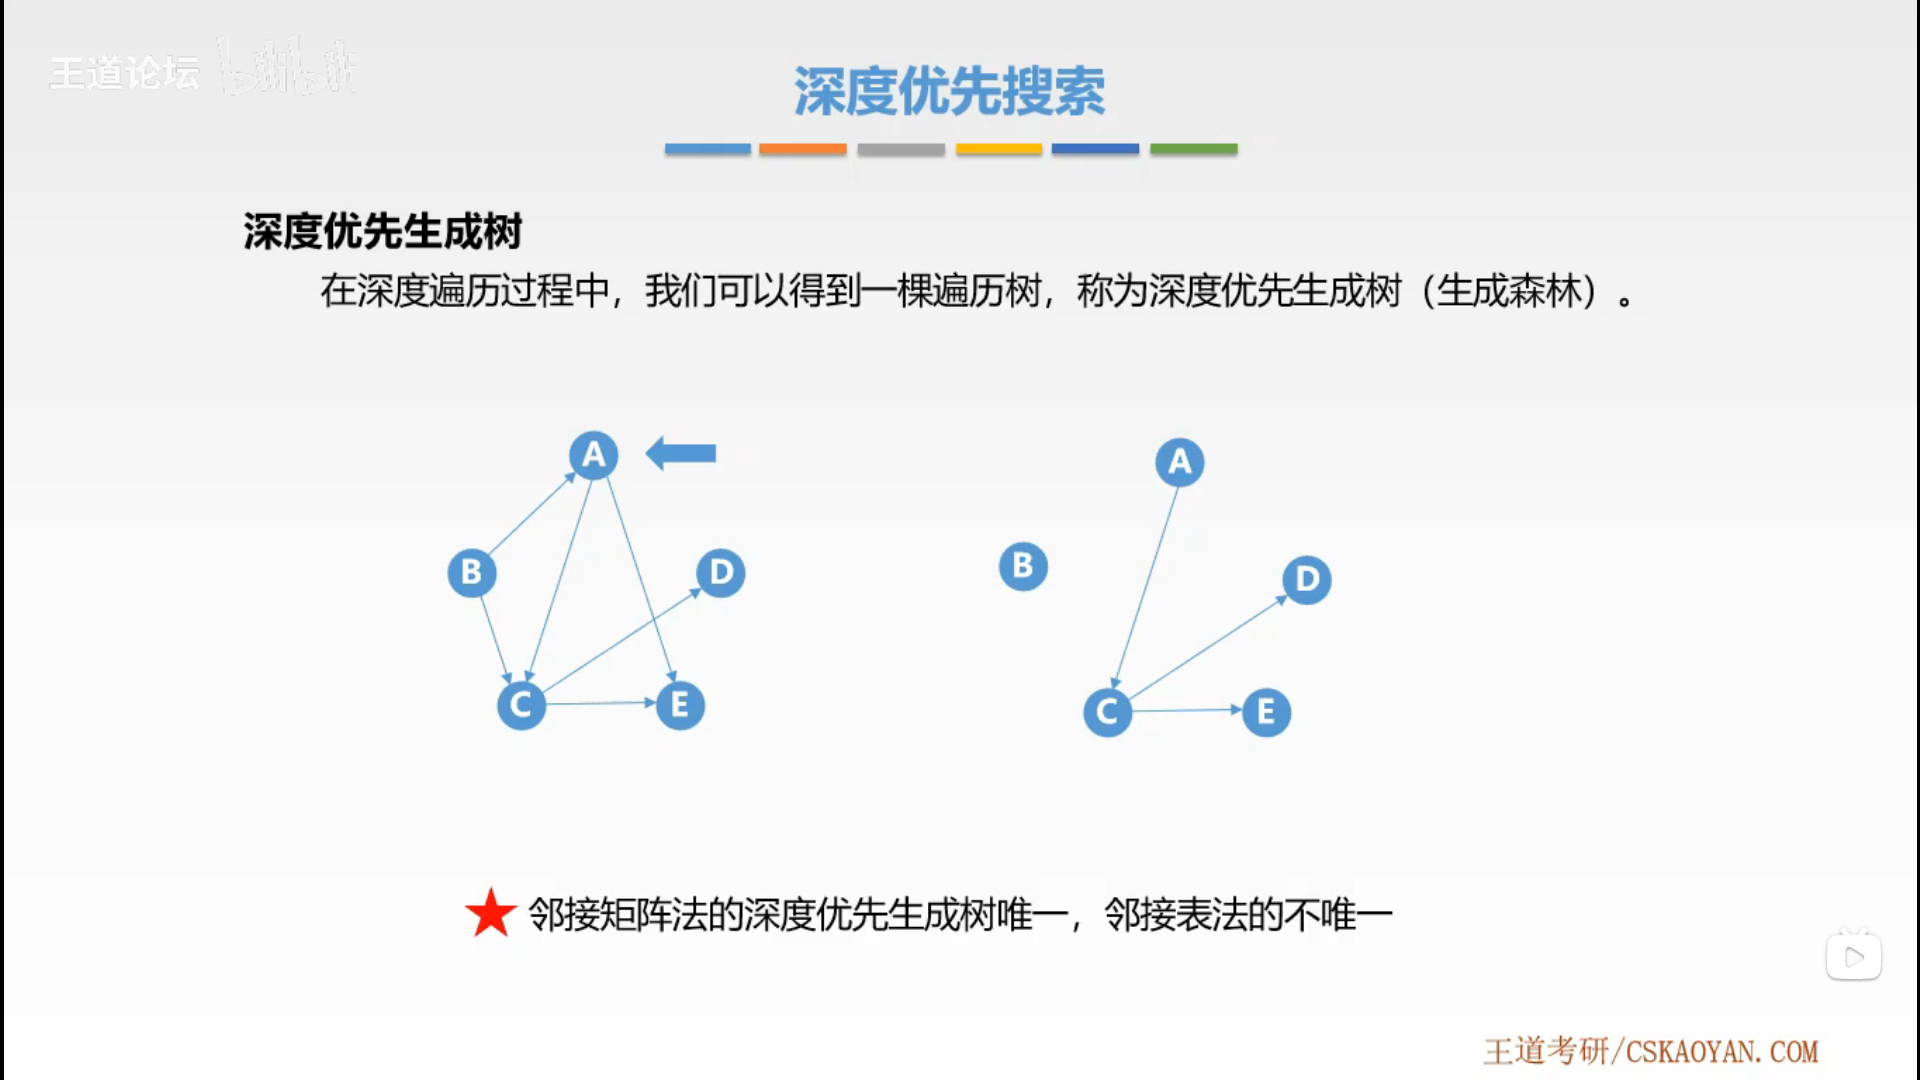 王道论坛 bilibili
深度优先搜索
深度优先生成树
在深度遍历过程中，我们可以得到一棵遍历树，称为深度优先生成树（生成森林）。
A
A
B
D
B
D
C
E
C
E
邻接矩阵法的深度优先生成树唯一，邻接表法的不唯一
王道考研/CSKAOYAN.COM